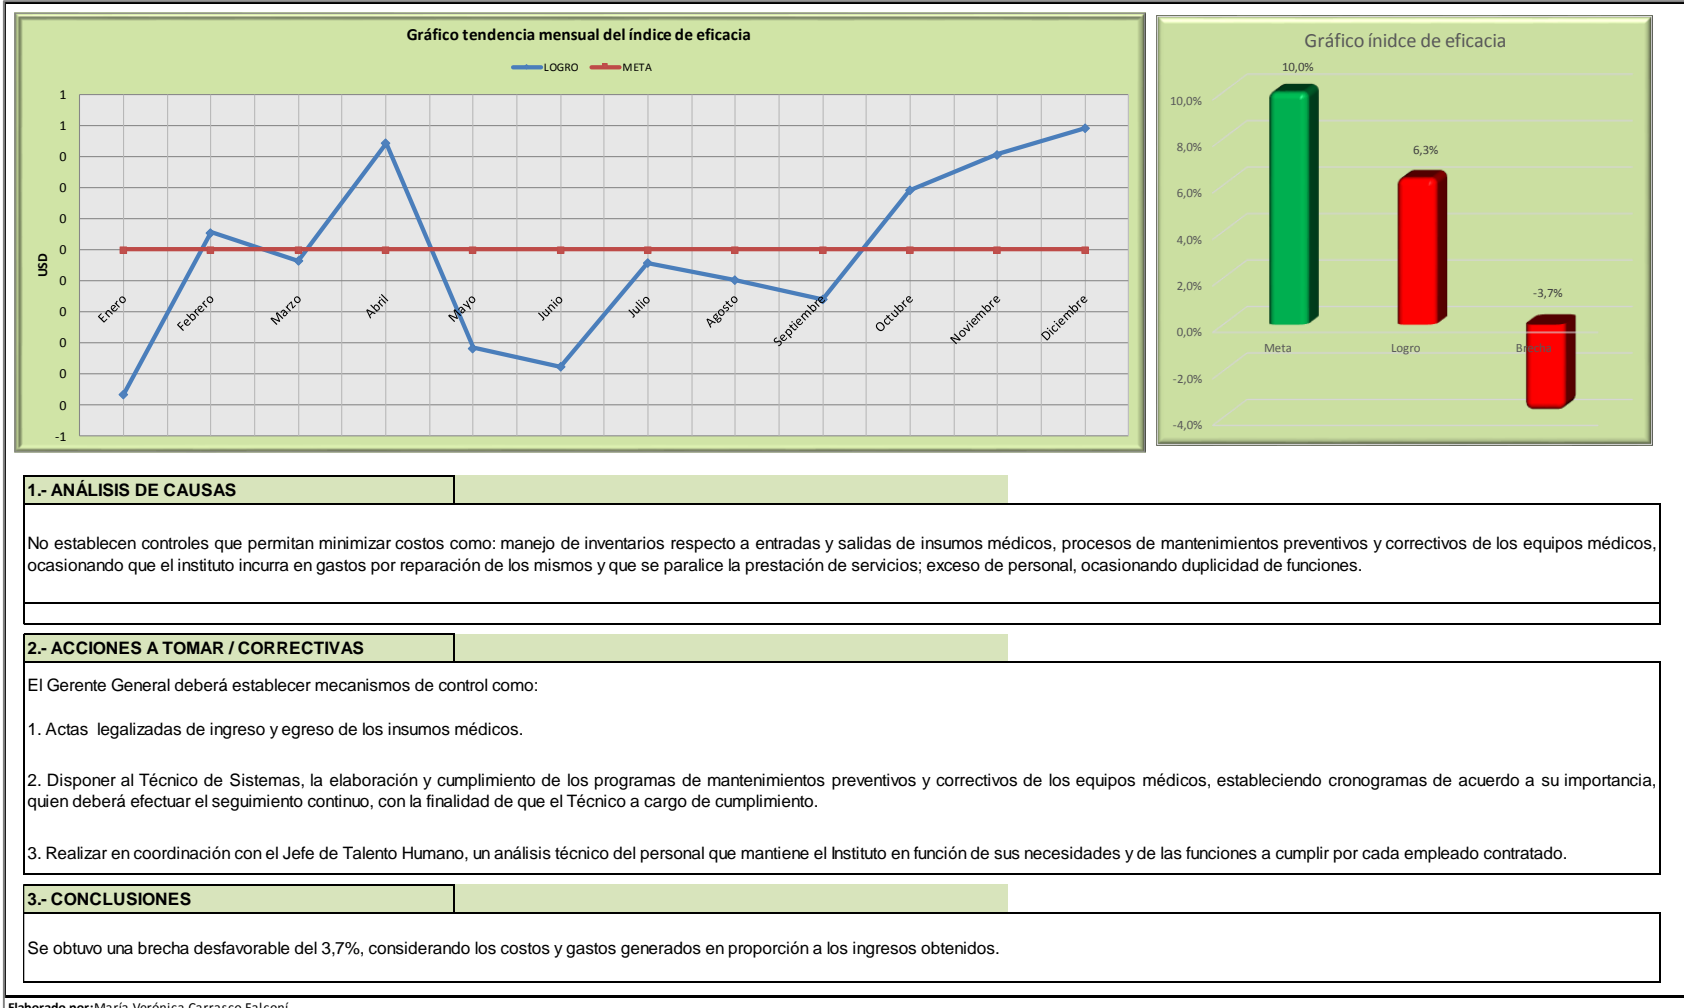 Gráfico tendencia mensual del índice de eficacia
LOGRO META
1
1
0
0
0
0
0
0
0
0
0
-1
USD
Enero
Febrero
Marzo
Abril
Mayo
Junio
Julio
Agosto
Septiembre
Octubre
Noviembre
Diciembre
Gráfico ínidce de eficacia
10,0%
8,0%
6,0%
4,0%
2,0%
0,0%
-2,0%
-4,0%
10,0%
6,3%
-3,7%
Meta
Logro
Brecha
1.- ANÁLISIS DE CAUSAS
No establecen controles que permitan minimizar costos como: manejo de inventarios respecto a entradas y salidas de insumos médicos, procesos de mantenimientos preventivos y correctivos de los equipos médicos,
ocasionando que el instituto incurra en gastos por reparación de los mismos y que se paralice la prestación de servicios; exceso de personal, ocasionando duplicidad de funciones.
2.- ACCIONES A TOMAR / CORRECTIVAS
El Gerente General deberá establecer mecanismos de control como:
1. Actas legalizadas de ingreso y egreso de los insumos médicos.
2. Disponer al Técnico de Sistemas, la elaboración y cumplimiento de los programas de mantenimientos preventivos y correctivos de los equipos médicos, estableciendo cronogramas de acuerdo a su importancia,
quien deberá efectuar el seguimiento continuo, con la finalidad de que el Técnico a cargo de cumplimiento.
3. Realizar en coordinación con el Jefe de Talento Humano, un análisis técnico del personal que mantiene el Instituto en función de sus necesidades y de las funciones a cumplir por cada empleado contratado.
3.- CONCLUSIONES
Se obtuvo una brecha desfavorable del 3,7%, considerando los costos y gastos generados en proporción a los ingresos obtenidos.
Elaborado por:María Verónica Carrasco Falconí